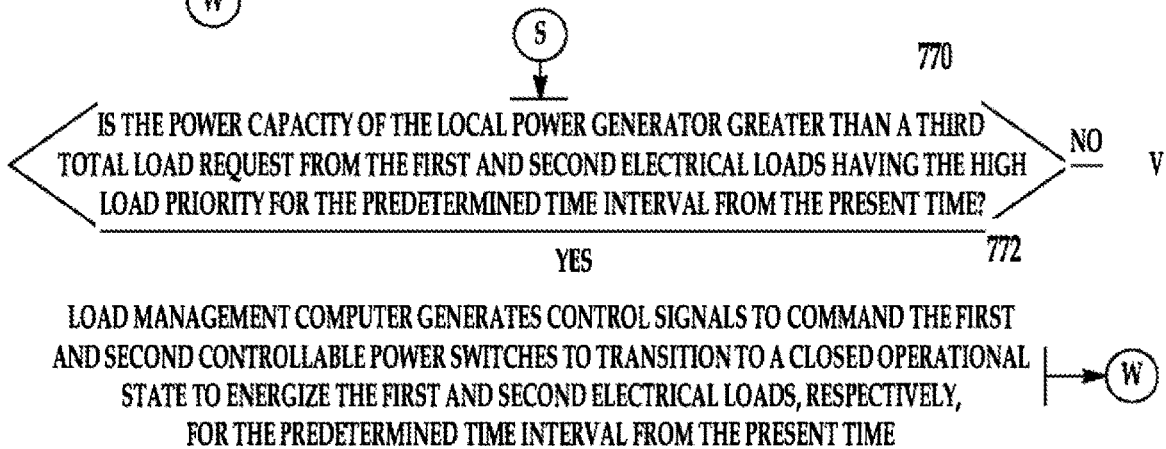 W
S
770
IS THE POWER CAPACITY OF THE LOCAL POWER GENERATOR GREATER THAN A THIRD
TOTAL LOAD REQUEST FROM THE FIRST AND SECOND ELECTRICAL LOADS HAVING THE HIGH
LOAD PRIORITY FOR THE PREDETERMINED TIME INTERVAL FROM THE PRESENT TIME?
NO
V
772
YES
LOAD MANAGEMENT COMPUTER GENERATES CONTROL SIGNALS TO COMMAND THE FIRST
AND SECOND CONTROLLABLE POWER SWITCHES TO TRANSITION TO A CLOSED OPERATIONAL
STATE TO ENERGIZE THE FIRST AND SECOND ELECTRICAL LOADS, RESPECTIVELY,
FOR THE PREDETERMINED TIME INTERVAL FROM THE PRESENT TIME
W